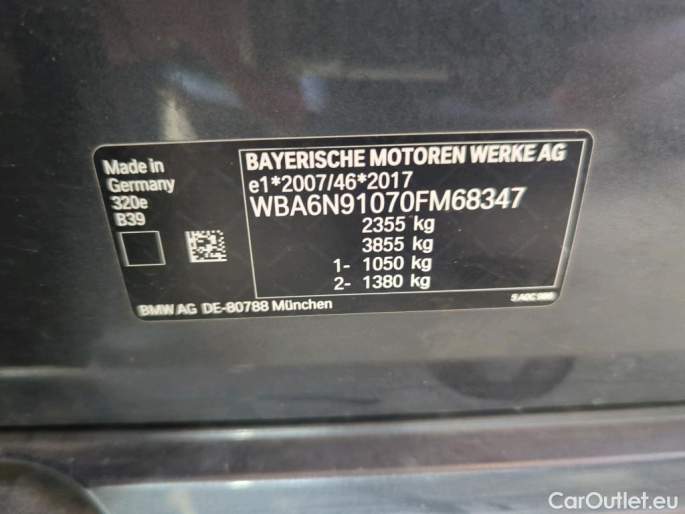 Made in
Germany
320e
B39
BAYERISCHE MOTOREN WERKE AG
e1*2007/46*2017
WBA6N91070FM68347
2355 kg
3855 kg
1- 1050 kg
2- 1380 kg
BMW AG DE-80788 München
CarOutlet.eu